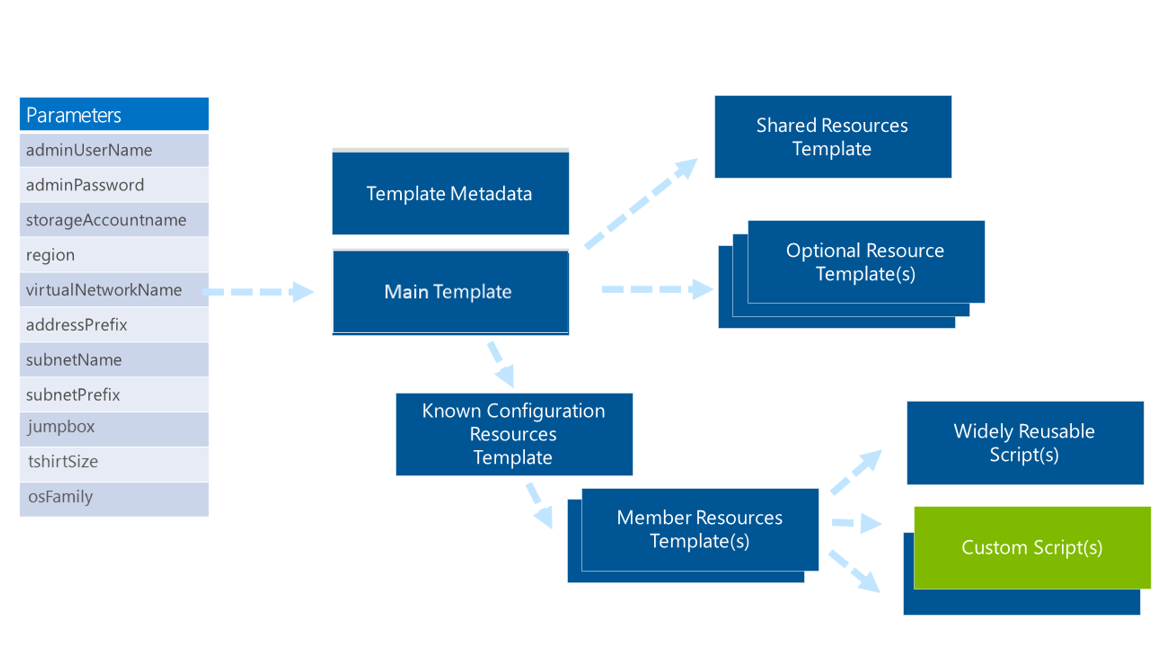 Parameters
adminUserName
adminPassword
storageAccountname
region
virtualNetworkName
addressPrefix
subnetName
subnetPrefix
jumpbox
tshirtSize
osFamily
Template Metadata
Main Template
Shared Resources
Template
Optional Resource
Template(s)
Known Configuration
Resources
Template
Member Resources
Template(s)
Widely Reusable
Script(s)
Custom Script(s)